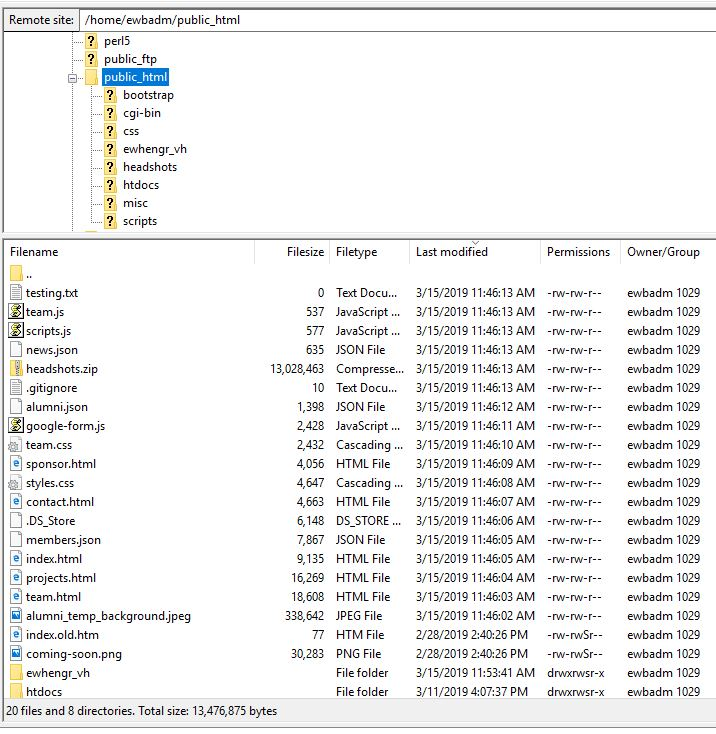 Remote site: /home/ewbadm/public_html
perl5
public_ftp
public_html
bootstrap
cgi-bin
css
ewhengr_vh
headshots
htdocs
misc
scripts
Filename Filesize Filetype Last modified Permissions Owner/Group
..
testing.txt 0 Text Docu... 3/15/2019 11:46:13 AM -rw-rw-r-- ewbadm 1029
team.js 537 JavaScript ... 3/15/2019 11:46:13 AM -rw-rw-r-- ewbadm 1029
scripts.js 577 JavaScript ... 3/15/2019 11:46:13 AM -rw-rw-r-- ewbadm 1029
news.json 635 JSON File 3/15/2019 11:46:13 AM -rw-rw-r-- ewbadm 1029
headshots.zip 13,028,463 Compresse... 3/15/2019 11:46:13 AM -rw-rw-r-- ewbadm 1029
.gitignore 10 Text Docu... 3/15/2019 11:46:13 AM -rw-rw-r-- ewbadm 1029
alumni.json 1,398 JSON File 3/15/2019 11:46:12 AM -rw-rw-r-- ewbadm 1029
google-form.js 2,428 JavaScript ... 3/15/2019 11:46:11 AM -rw-rw-r-- ewbadm 1029
team.css 2,432 Cascading ... 3/15/2019 11:46:10 AM -rw-rw-r-- ewbadm 1029
sponsor.html 4,056 HTML File 3/15/2019 11:46:09 AM -rw-rw-r-- ewbadm 1029
styles.css 4,647 Cascading ... 3/15/2019 11:46:08 AM -rw-rw-r-- ewbadm 1029
contact.html 4,663 HTML File 3/15/2019 11:46:07 AM -rw-rw-r-- ewbadm 1029
.DS_Store 6,148 DS_STORE ... 3/15/2019 11:46:06 AM -rw-rw-r-- ewbadm 1029
members.json 7,867 JSON File 3/15/2019 11:46:05 AM -rw-rw-r-- ewbadm 1029
index.html 9,135 HTML File 3/15/2019 11:46:05 AM -rw-rw-r-- ewbadm 1029
projects.html 16,269 HTML File 3/15/2019 11:46:04 AM -rw-rw-r-- ewbadm 1029
team.html 18,608 HTML File 3/15/2019 11:46:03 AM -rw-rw-r-- ewbadm 1029
alumni_temp_background.jpeg 338,642 JPEG File 3/15/2019 11:46:02 AM -rw-rw-r-- ewbadm 1029
index.old.htm 77 HTM File 2/28/2019 2:40:26 PM -rw-rwSr-- ewbadm 1029
coming-soon.png 30,283 PNG File 2/28/2019 2:40:26 PM -rw-rwSr-- ewbadm 1029
ewhengr_vh File folder 3/15/2019 11:53:41 AM drwxrwsr-x ewbadm 1029
htdocs File folder 3/11/2019 4:07:37 PM drwxrwsr-x ewbadm 1029
20 files and 8 directories. Total size: 13,476,875 bytes